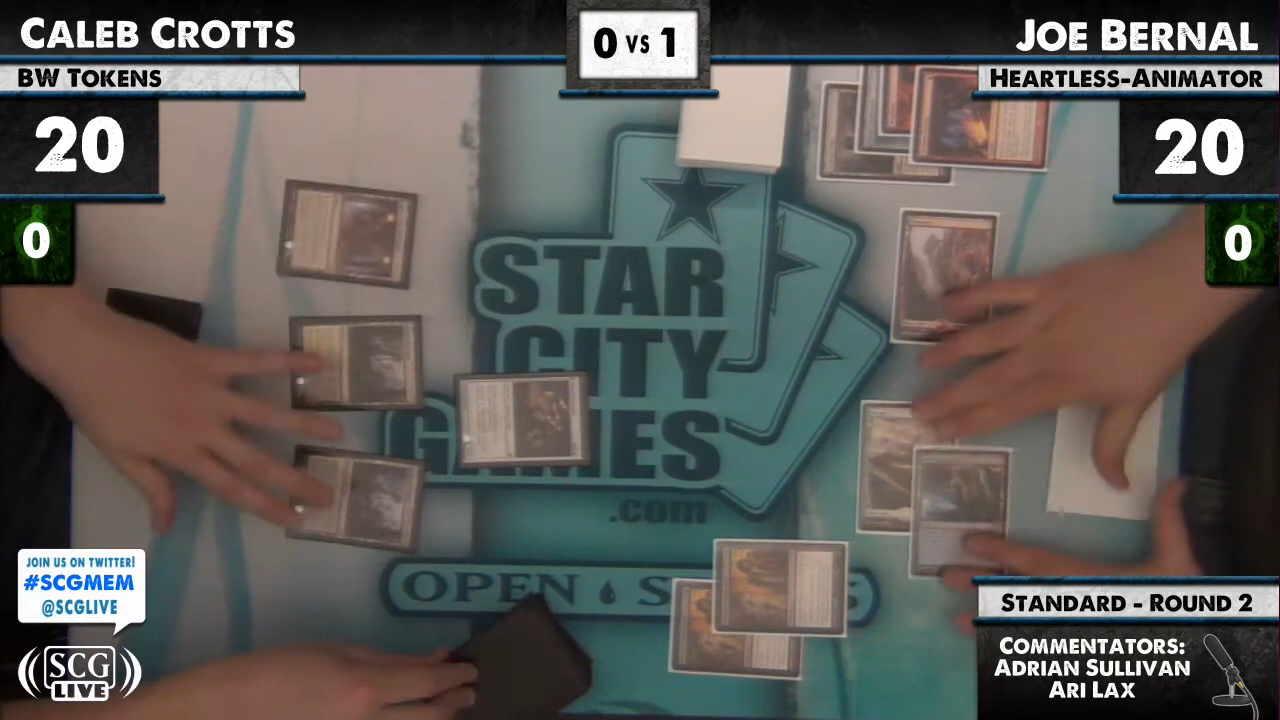 CALEB CROTTS
BW TOKENS
20
0
0 VS 1
JOE BERNAL
HEARTLESS-ANIMATOR
20
0
STAR
CITY
GAMES
.com
OPEN
JOIN US ON TWITTER!
#SCGMEM
@SCGLIVE
SCG
LIVE
STANDARD - ROUND 2
COMMENTATORS:
ADRIAN SULLIVAN
ARI LAX